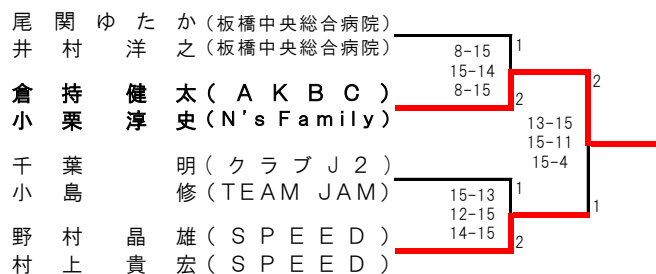 尾関ゆたか(板橋中央総合病院)
井村洋之(板橋中央総合病院)
8-15
15-14
8-15
1
2
倉持健太(AKBC)
小栗淳史(N's Family)
2
13-15
15-11
15-4
千葉明(クラブJ2)
小島修(TEAM JAM)
15-13
12-15
14-15
1
1
野村晶雄(SPEED)
村上貴宏(SPEED)
2